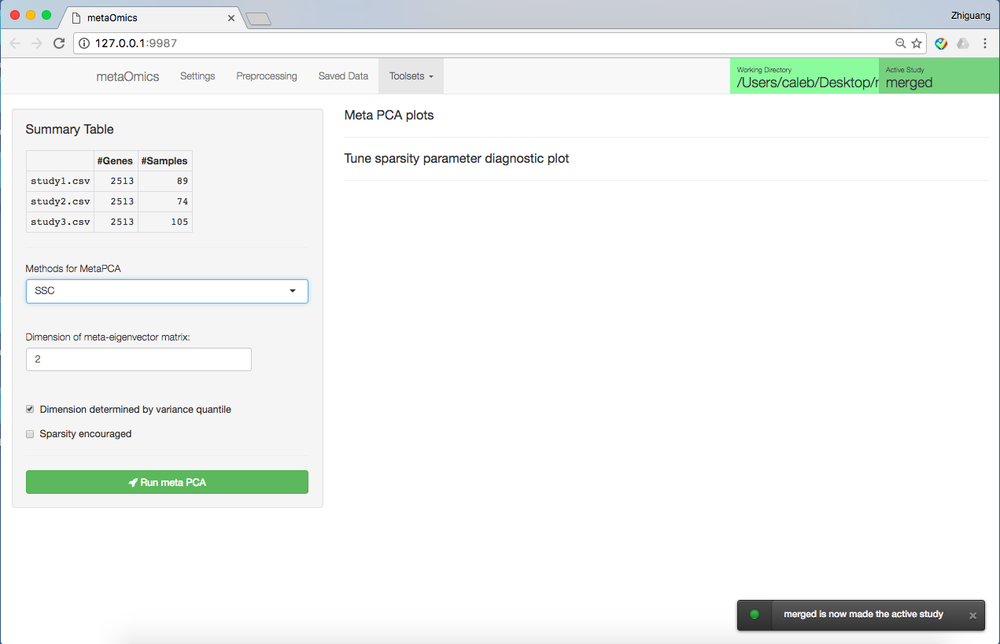 metaOmics
Zhiguang
127.0.0.1:9987
metaOmics Settings Preprocessing Saved Data Toolsets
Working Directory
/Users/caleb/Desktop/
Active Study
merged
Summary Table
#Genes #Samples
study1.csv 2513 89
study2.csv 2513 74
study3.csv 2513 105
Methods for MetaPCA
SSC
Dimension of meta-eigenvector matrix:
2
Dimension determined by variance quantile
Sparsity encouraged
Run meta PCA
Meta PCA plots
Tune sparsity parameter diagnostic plot
merged is now made the active study